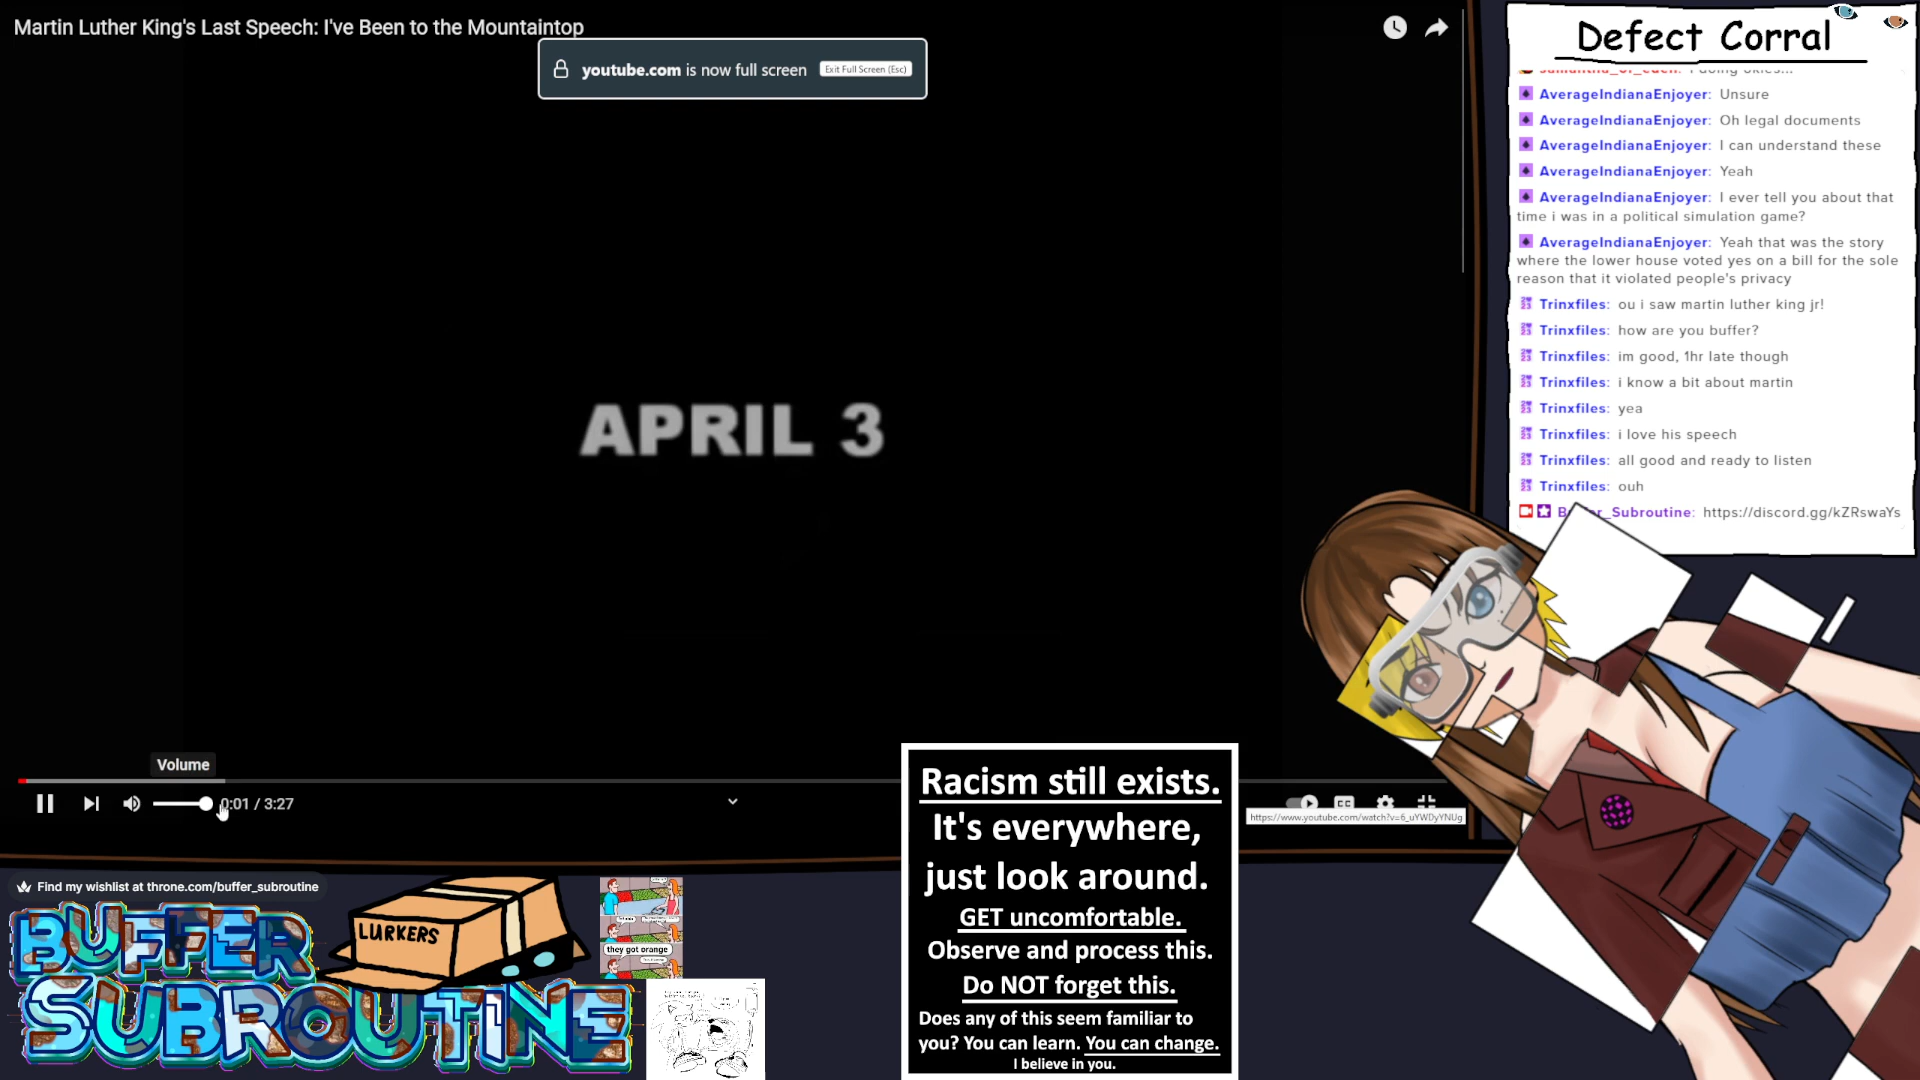 Martin Luther King's Last Speech: I've Been to the Mountaintop
youtube.com is now full screen Exit Full Screen (Esc)
APRIL 3
Volume
0:01 / 3:27
CC
https://www.youtube.com/watch?v=6_uYWDyYNUg
Defect Corral
AverageIndianaEnjoyer: Unsure
AverageIndianaEnjoyer: Oh legal documents
AverageIndianaEnjoyer: I can understand these
AverageIndianaEnjoyer: Yeah
AverageIndianaEnjoyer: I ever tell you about that
time i was in a political simulation game?
AverageIndianaEnjoyer: Yeah that was the story
where the lower house voted yes on a bill for the sole
reason that it violated people's privacy
Trinxfiles: ou i saw martin luther king jr!
Trinxfiles: how are you buffer?
Trinxfiles: im good, 1hr late though
Trinxfiles: i know a bit about martin
Trinxfiles: yea
Trinxfiles: i love his speech
Trinxfiles: all good and ready to listen
Trinxfiles: ouh
Buffer_Subroutine: https://discord.gg/kZRswaYs
Racism still exists.
It's everywhere,
just look around.
GET uncomfortable.
Observe and process this.
Do NOT forget this.
Does any of this seem familiar to
you? You can learn. You can change.
I believe in you.
Find my wishlist at throne.com/buffer_subroutine
BUFFER
SUBROUTINE
LURKERS
they got orange